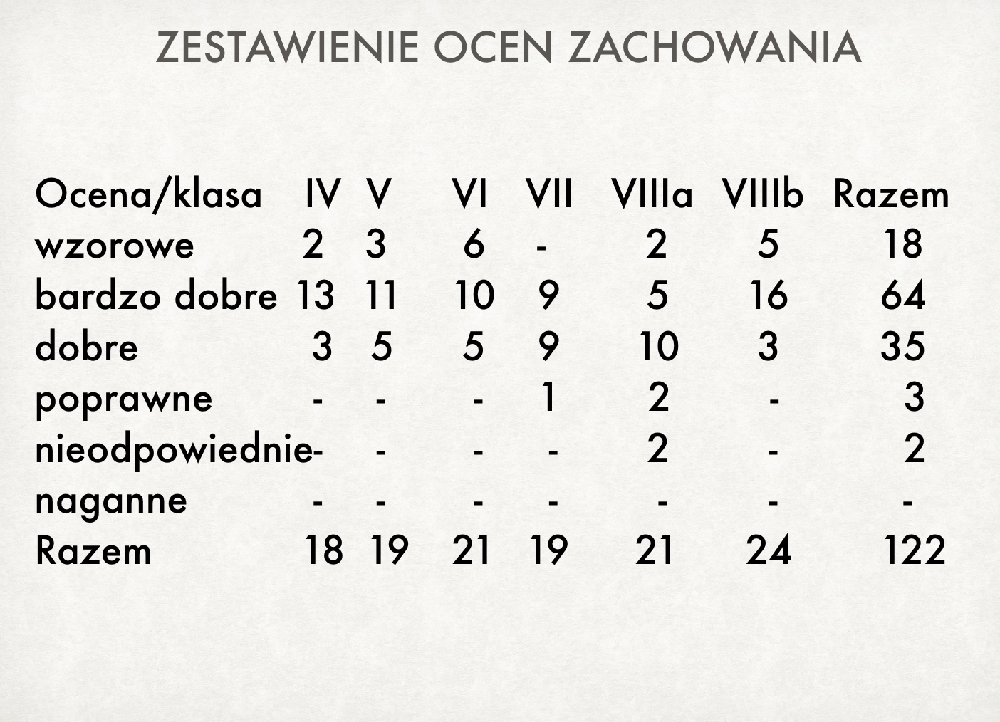 ZESTAWIENIE OCEN ZACHOWANIA
Ocena/klasa IV V VI VII VIIIa VIIIb Razem
wzorowe 2 3 6 - 2 5 18
bardzo dobre 13 11 10 9 5 16 64
dobre 3 5 5 9 10 3 35
poprawne - - - 1 2 - 3
nieodpowiednie- - - - 2 - 2
naganne - - - - - - -
Razem 18 19 21 19 21 24 122